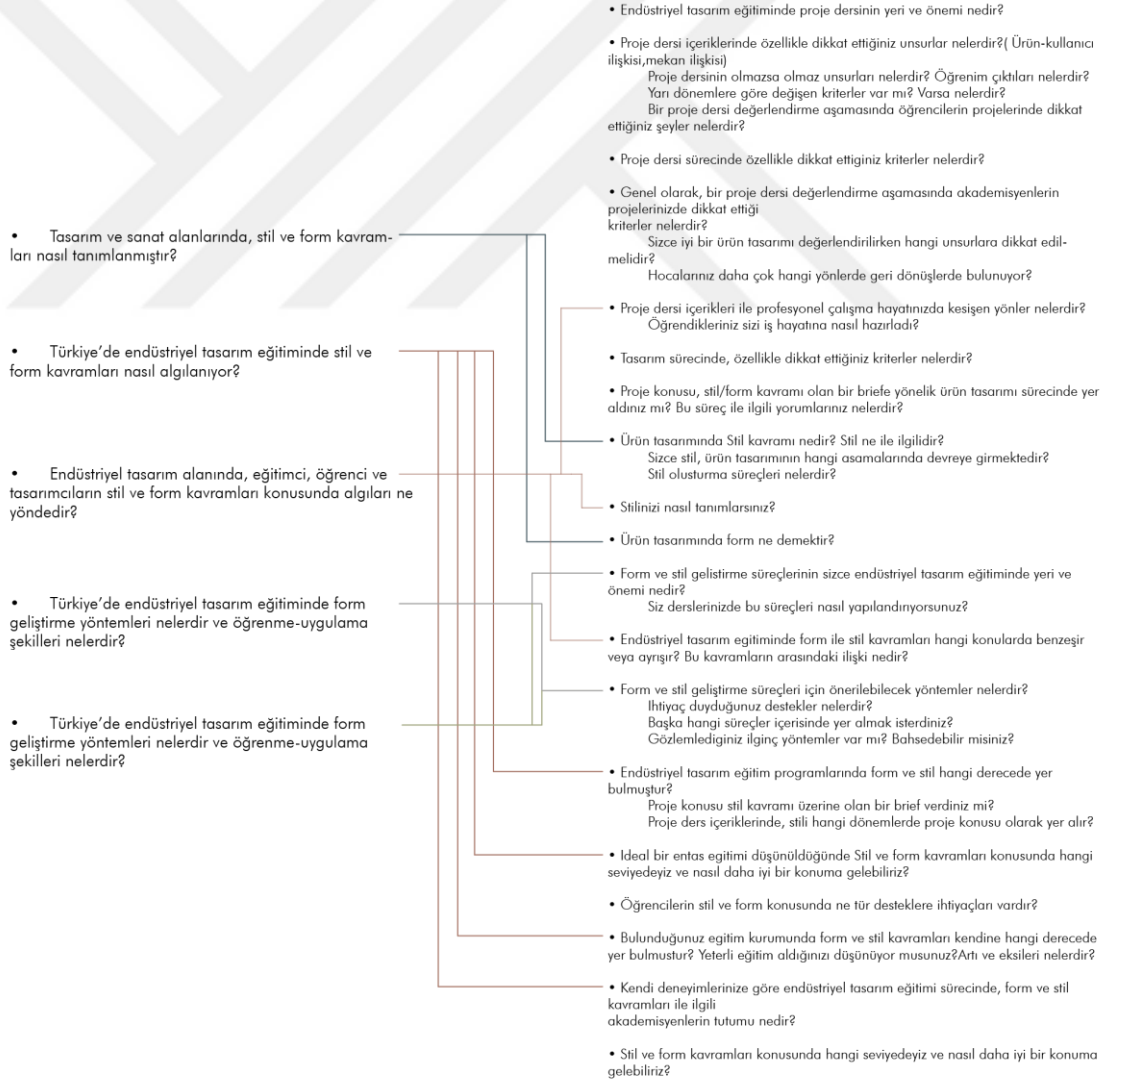 • Tasarım ve sanat alanlarında, stil ve form kavram-
ları nasıl tanımlanmıştır?
• Türkiye’de endüstriyel tasarım eğitiminde stil ve
form kavramları nasıl algılanıyor?
• Endüstriyel tasarım alanında, eğitimci, öğrenci ve
tasarımcıların stil ve form kavramları konusunda algıları ne
yöndedir?
• Türkiye’de endüstriyel tasarım eğitiminde form
geliştirme yöntemleri nelerdir ve öğrenme-uygulama
şekilleri nelerdir?
• Türkiye’de endüstriyel tasarım eğitiminde form
geliştirme yöntemleri nelerdir ve öğrenme-uygulama
şekilleri nelerdir?
• Endüstriyel tasarım eğitiminde proje dersinin yeri ve önemi nedir?
• Proje dersi içeriklerinde özellikle dikkat ettiğiniz unsurlar nelerdir?( Ürün-kullanıcı
ilişkisi,mekan ilişkisi)
Proje dersinin olmazsa olmaz unsurları nelerdir? Öğrenim çıktıları nelerdir?
Yarı dönemlere göre değişen kriterler var mı? Varsa nelerdir?
Bir proje dersi değerlendirme aşamasında öğrencilerin projelerinde dikkat
ettiğiniz şeyler nelerdir?
• Proje dersi sürecinde özellikle dikkat ettiginiz kriterler nelerdir?
• Genel olarak, bir proje dersi değerlendirme aşamasında akademisyenlerin
projelerinizde dikkat ettiği
kriterler nelerdir?
Sizce iyi bir ürün tasarımı değerlendirilirken hangi unsurlara dikkat edil-
melidir?
Hocalarınız daha çok hangi yönlerde geri dönüşlerde bulunuyor?
• Proje dersi içerikleri ile profesyonel çalışma hayatınızda kesişen yönler nelerdir?
Öğrendikleriniz sizi iş hayatına nasıl hazırladı?
• Tasarım sürecinde, özellikle dikkat ettiğiniz kriterler nelerdir?
• Proje konusu, stil/form kavramı olan bir briefe yönelik ürün tasarımı sürecinde yer
aldınız mı? Bu süreç ile ilgili yorumlarınız nelerdir?
• Ürün tasarımında Stil kavramı nedir? Stil ne ile ilgilidir?
Sizce stil, ürün tasarımının hangi asamalarında devreye girmektedir?
Stil olusturma süreçleri nelerdir?
• Stilinizi nasıl tanımlarsınız?
• Ürün tasarımında form ne demektir?
• Form ve stil gelistirme süreçlerinin sizce endüstriyel tasarım eğitiminde yeri ve
önemi nedir?
Siz derslerinizde bu süreçleri nasıl yapılandırıyorsunuz?
• Endüstriyel tasarım egitiminde form ile stil kavramları hangi konularda benzeşir
veya ayrışır? Bu kavramların arasındaki ilişki nedir?
• Form ve stil geliştirme süreçleri için önerilebilecek yöntemler nelerdir?
Ihtiyaç duyduğunuz destekler nelerdir?
Başka hangi süreçler içerisinde yer almak isterdiniz?
Gözlemlediginiz ilginç yöntemler var mı? Bahsedebilir misiniz?
• Endüstriyel tasarım eğitim programlarında form ve stil hangi derecede yer
bulmuştur?
Proje konusu stil kavramı üzerine olan bir brief verdiniz mi?
Proje ders içeriklerinde, stili hangi dönemlerde proje konusu olarak yer alır?
• Ideal bir entas egitimi düşünüldüğünde Stil ve form kavramları konusunda hangi
seviyedeyiz ve nasıl daha iyi bir konuma gelebiliriz?
• Öğrencilerin stil ve form konusunda ne tür desteklere ihtiyaçları vardır?
• Bulunduğunuz egitim kurumunda form ve stil kavramları kendine hangi derecede
yer bulmustur? Yeterli eğitim aldığınızı düşünüyor musunuz?Artı ve eksileri nelerdir?
• Kendi deneyimlerinize göre endüstriyel tasarım eğitimi sürecinde, form ve stil
kavramları ile ilgili
akademisyenlerin tutumu nedir?
• Stil ve form kavramları konusunda hangi seviyedeyiz ve nasıl daha iyi bir konuma
gelebiliriz?